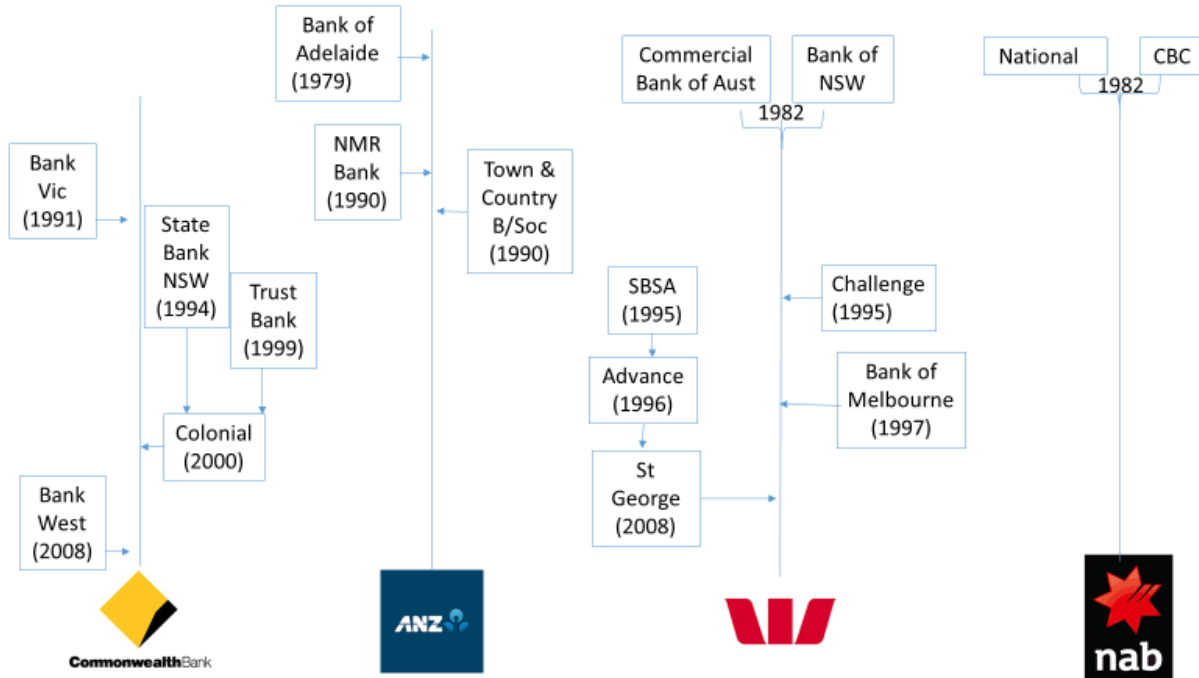 Bank
Vic
(1991)
State
Bank
NSW
(1994)
Trust
Bank
(1999)
Colonial
(2000)
Bank
West
(2008)
CommonwealthBank
Bank of
Adelaide
(1979)
NMR
Bank
(1990)
Town &
Country
B/Soc
(1990)
ANZ
Commercial
Bank of Aust
Bank of
NSW
1982
SBSA
(1995)
Challenge
(1995)
Advance
(1996)
Bank of
Melbourne
(1997)
St
George
(2008)
National
CBC
1982
nab